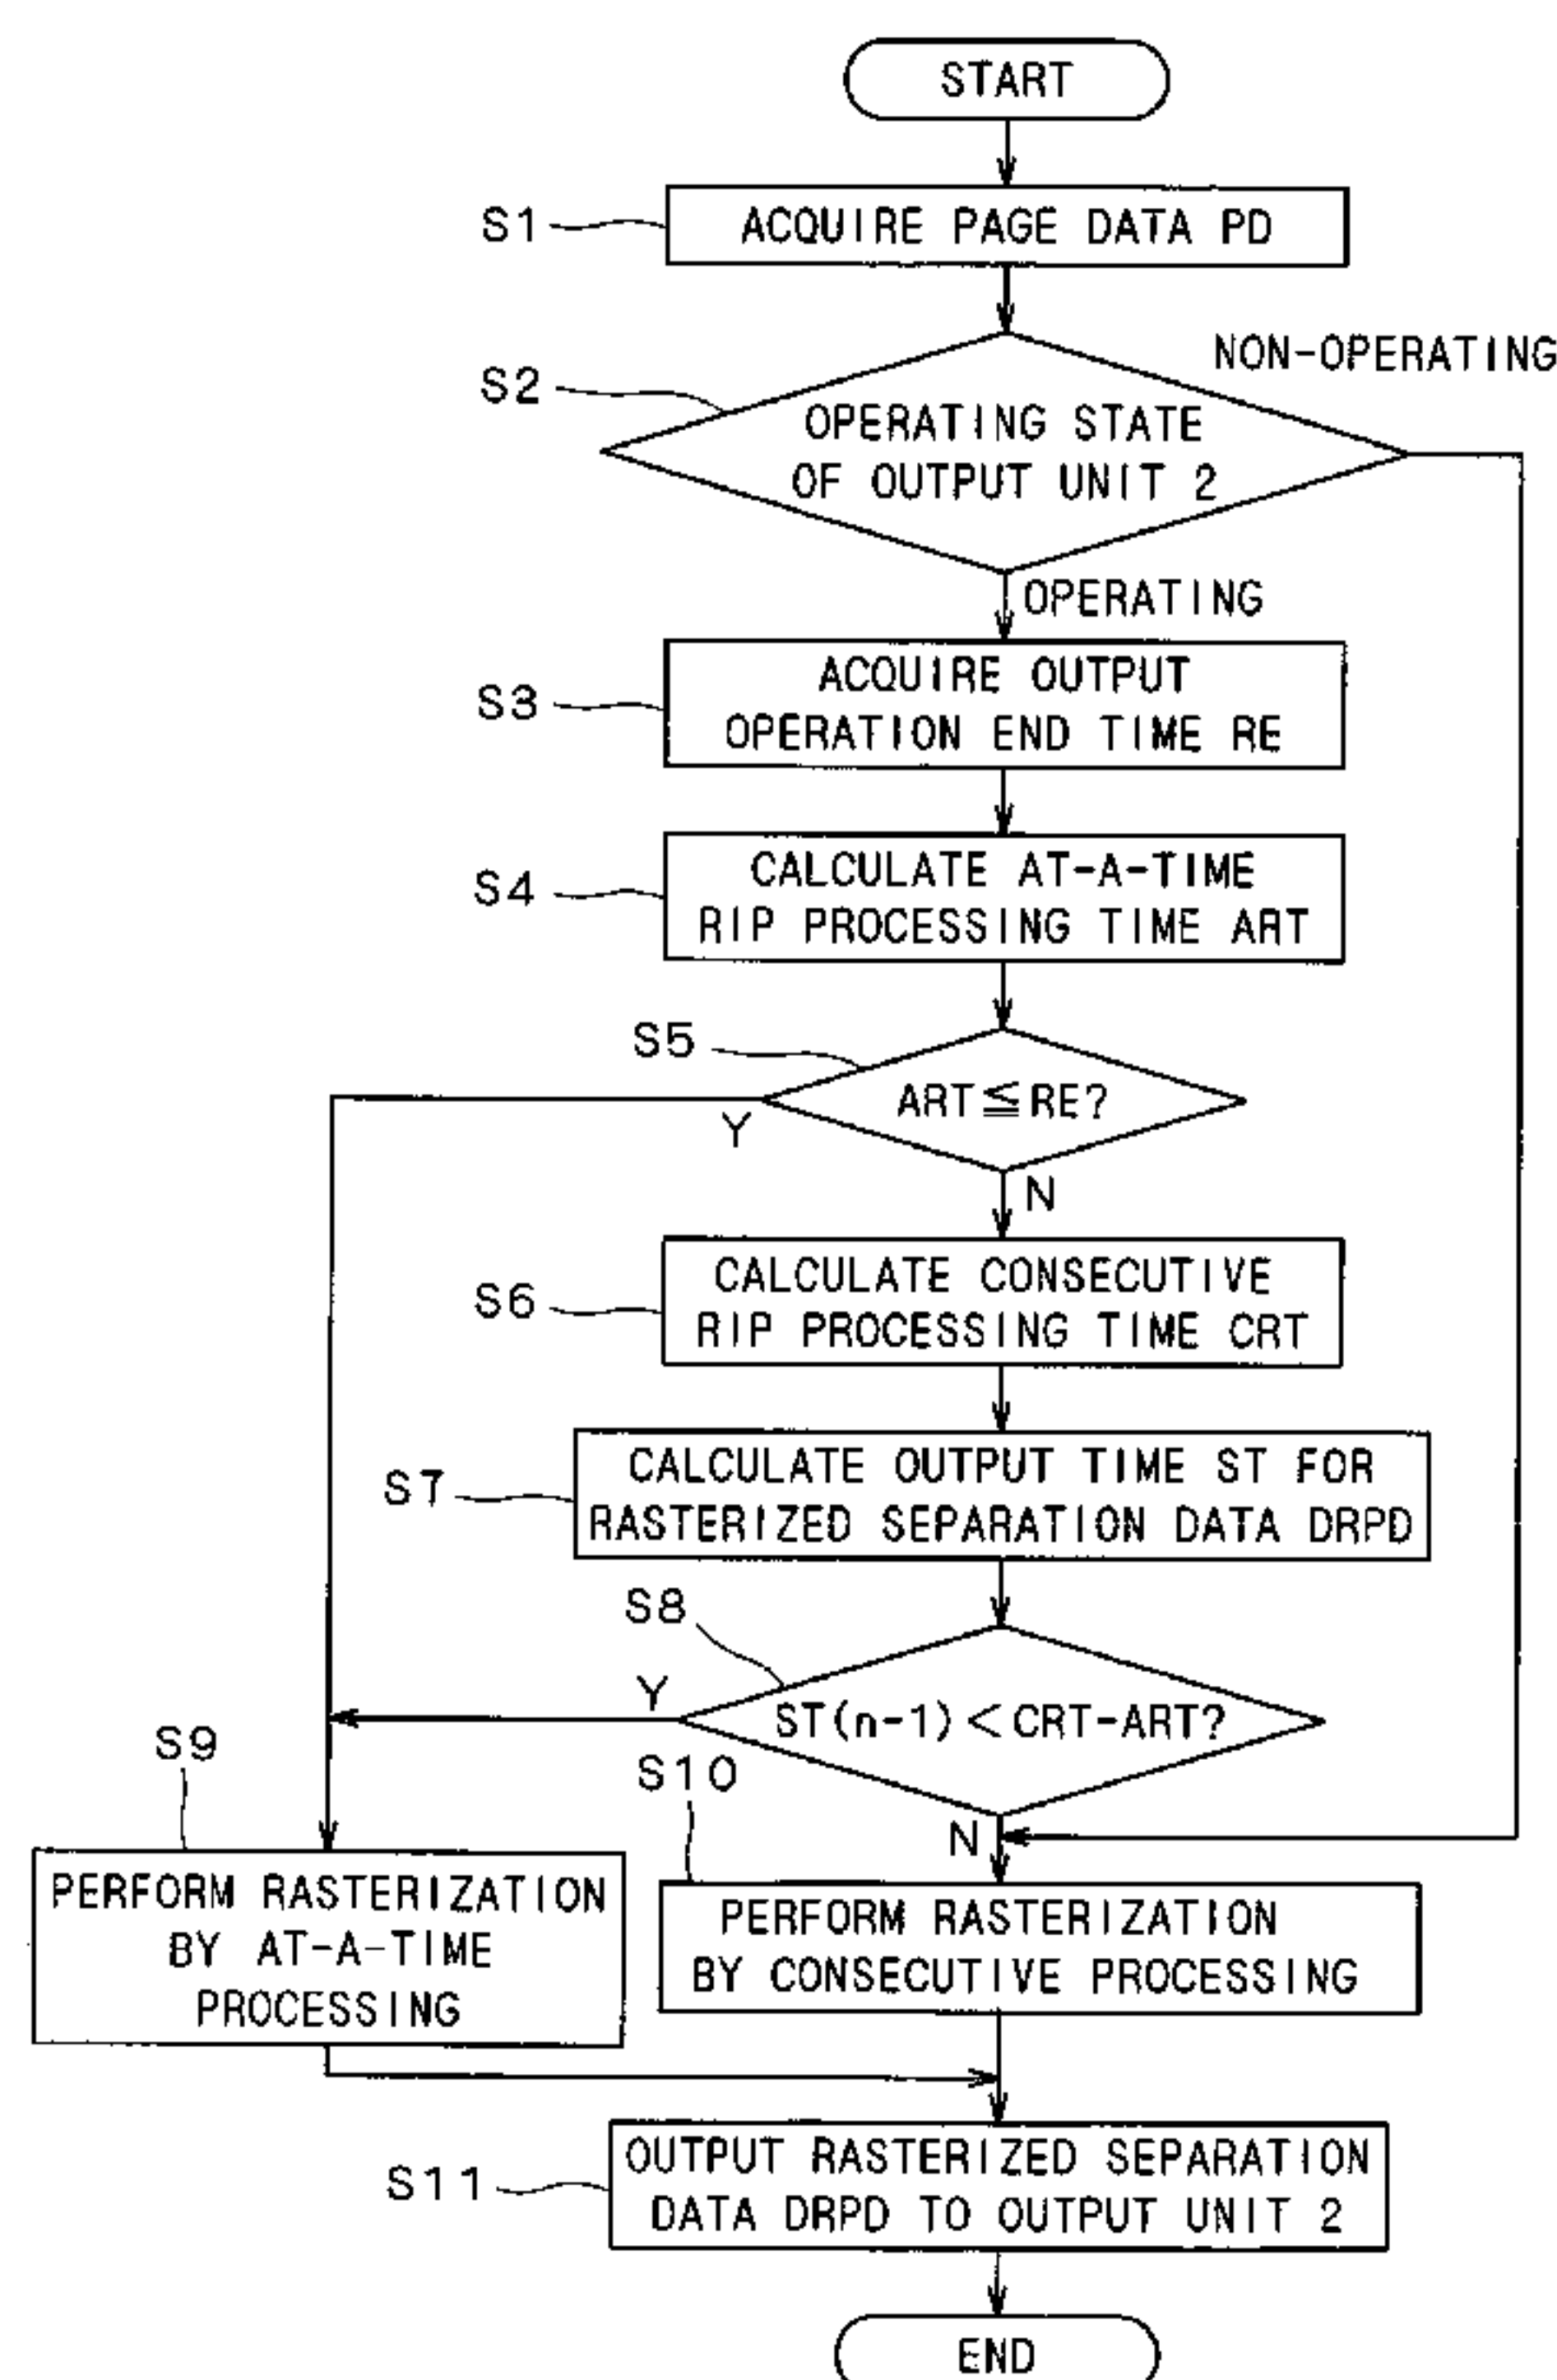 START
S1
ACQUIRE PAGE DATA PD
NON-OPERATING
S2
OPERATING STATE
OF OUTPUT UNIT 2
OPERATING
S3
ACQUIRE OUTPUT
OPERATION END TIME RE
S4
CALCULATE AT-A-TIME
RIP PROCESSING TIME ART
S5
ART≦RE?
Y
N
S6
CALCULATE CONSECUTIVE
RIP PROCESSING TIME CRT
S7
CALCULATE OUTPUT TIME ST FOR
RASTERIZED SEPARATION DATA DRPD
S8
Y
ST(n-1)<CRT-ART?
N
S9
PERFORM RASTERIZATION
BY AT-A-TIME
PROCESSING
S10
PERFORM RASTERIZATION
BY CONSECUTIVE PROCESSING
S11
OUTPUT RASTERIZED SEPARATION
DATA DRPD TO OUTPUT UNIT 2
END